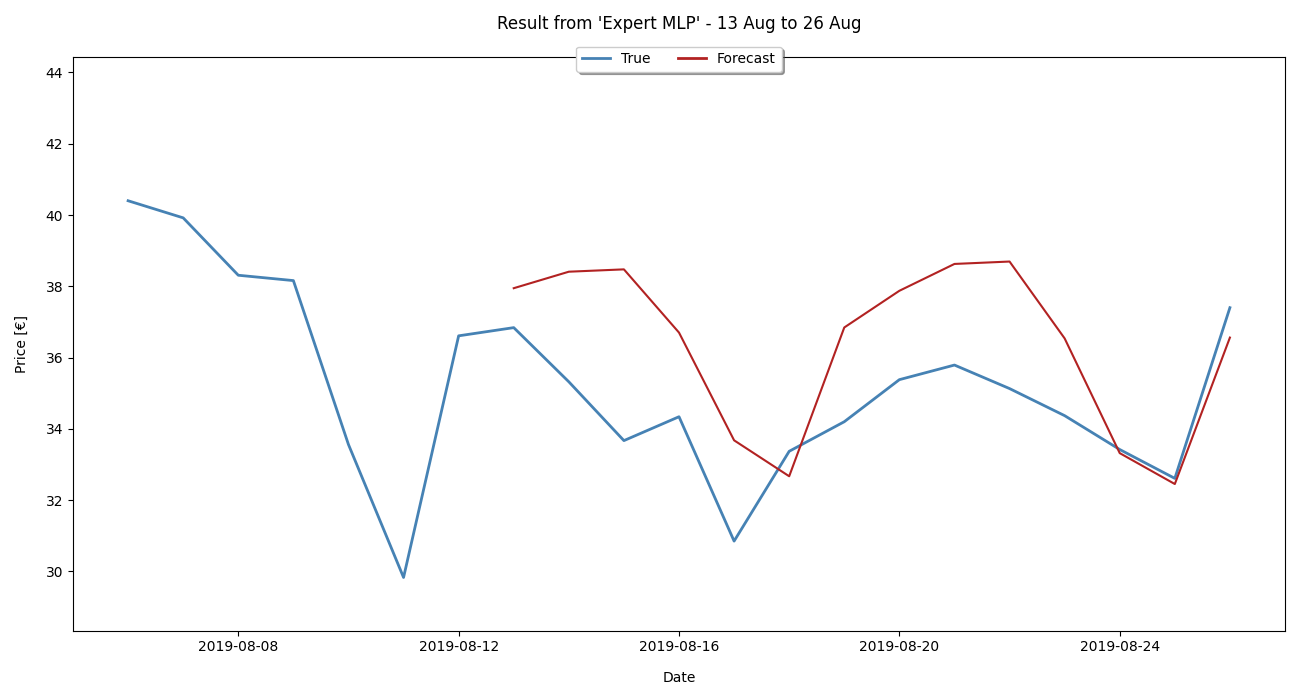 Result from 'Expert MLP' - 13 Aug to 26 Aug
True Forecast
44
42
40
38
36
34
32
30
Price [€]
2019-08-08 2019-08-12 2019-08-16 2019-08-20 2019-08-24
Date